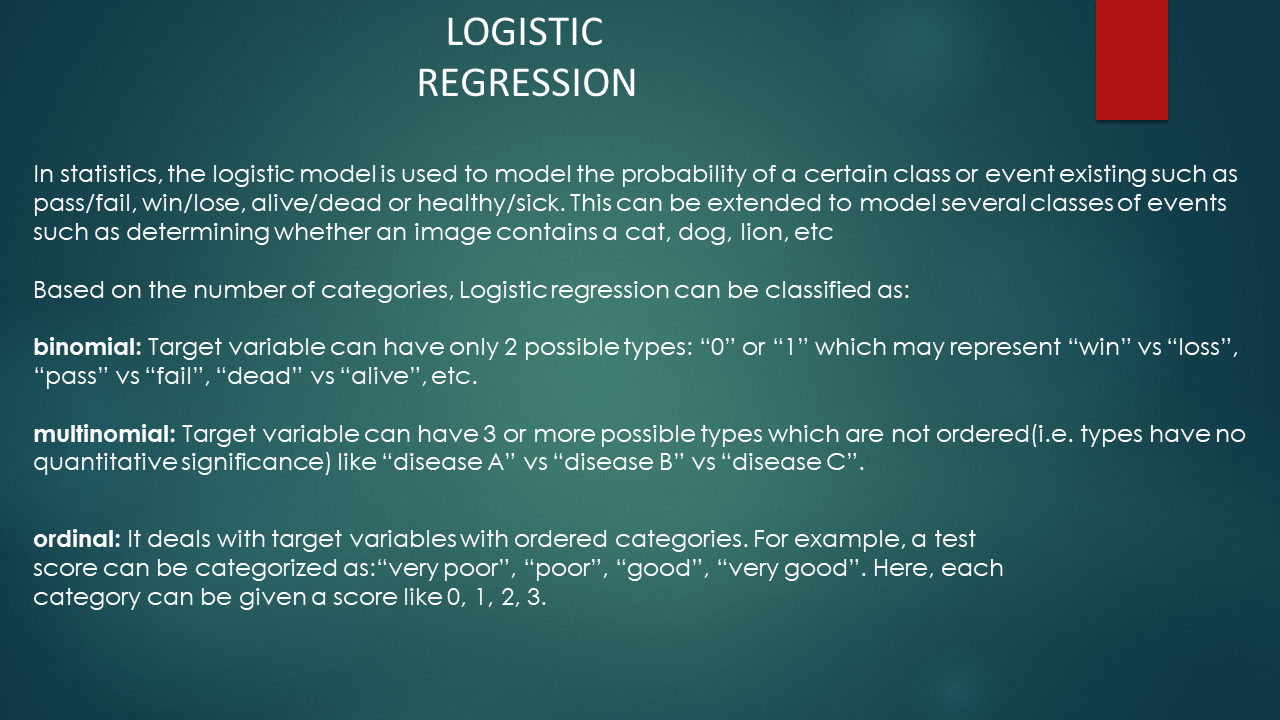 LOGISTIC
REGRESSION
In statistics, the logistic model is used to model the probability of a certain class or event existing such as
pass/fail, win/lose, alive/dead or healthy/sick. This can be extended to model several classes of events
such as determining whether an image contains a cat, dog, lion, etc
Based on the number of categories, Logistic regression can be classified as:
binomial: Target variable can have only 2 possible types: “0” or “1” which may represent “win” vs “loss”,
“pass” vs “fail”, “dead” vs “alive”, etc.
multinomial: Target variable can have 3 or more possible types which are not ordered(i.e. types have no
quantitative significance) like “disease A” vs “disease B” vs “disease C”.
ordinal: It deals with target variables with ordered categories. For example, a test
score can be categorized as:“very poor”, “poor”, “good”, “very good”. Here, each
category can be given a score like 0, 1, 2, 3.